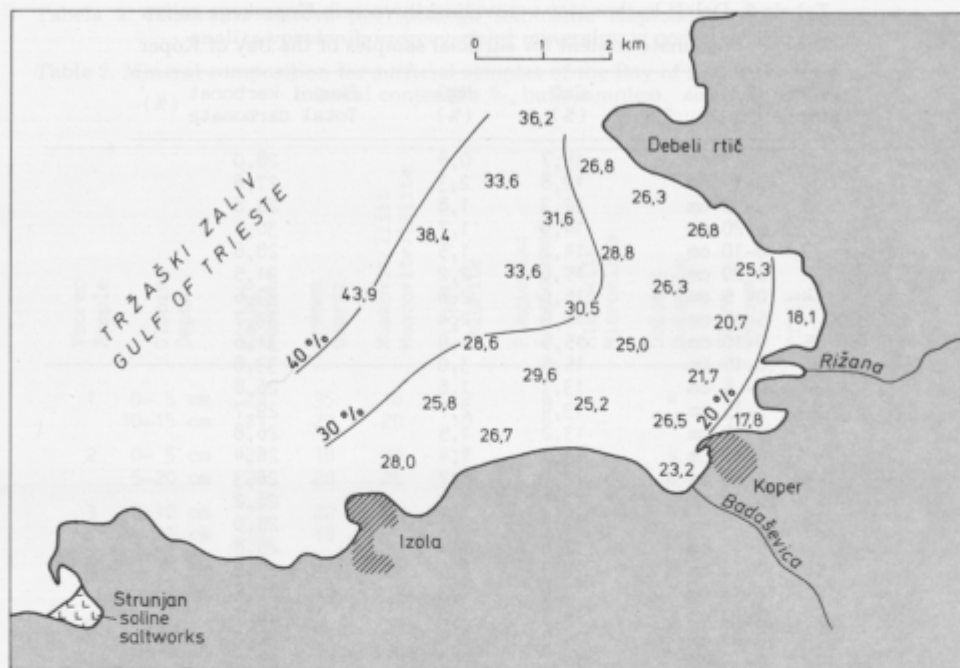 0 1 2 km
36,2
Debeli rtič
26,8
33,6
26,3
31,6
26,8
38,4
28,8
TRŽAŠKI ZALIV
GULF OF TRIESTE
33,6
25,3
26,3
43,9
30,5
18,1
20,7
28,6
25,0
40 %
Rižana
29,6
21,7
25,8
25,2
20 %
30 %
26,5
17,8
26,7
28,0
23,2
Koper
Izola
Badaševica
Strunjan
soline
saltworks